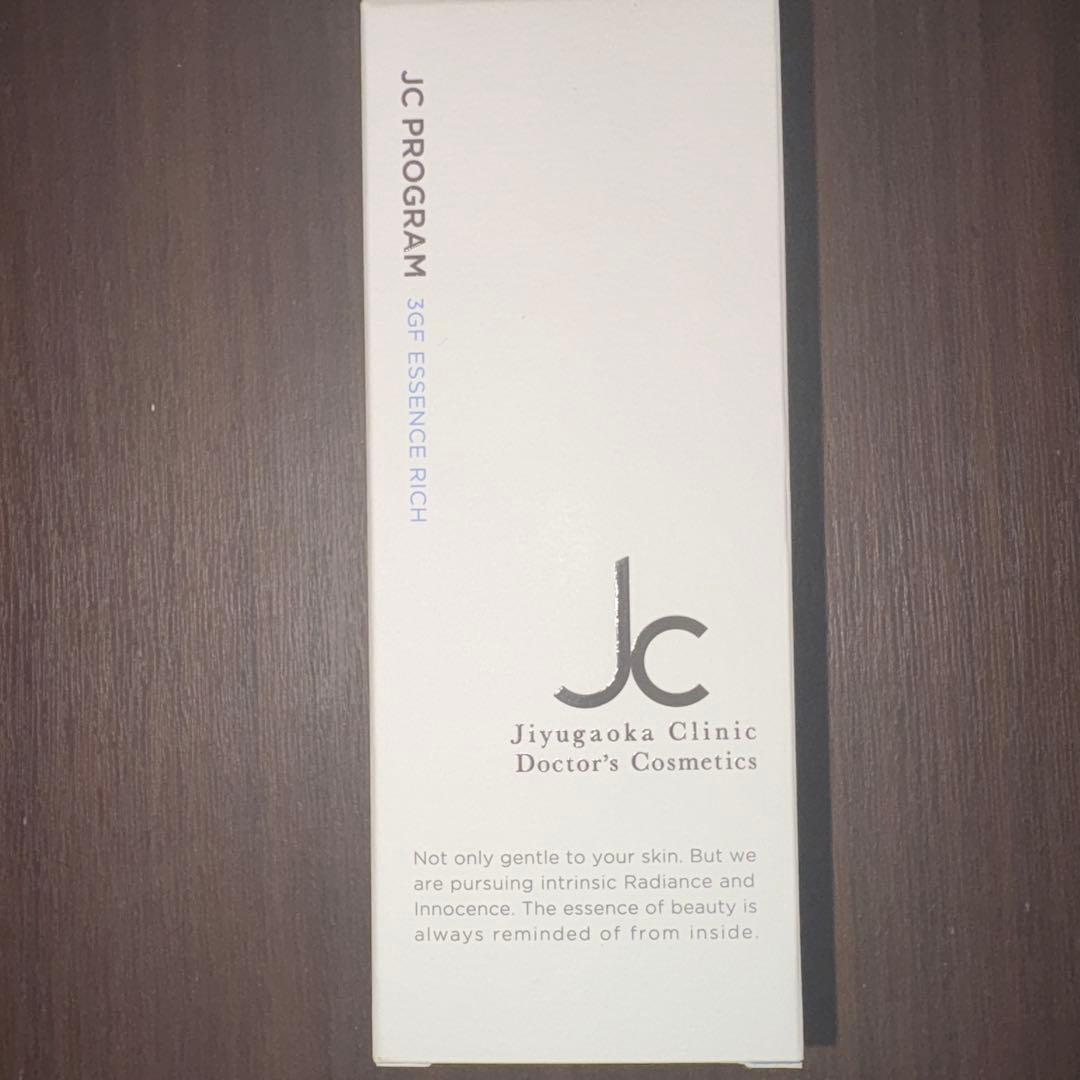 JC PROGRAM 3GF ESSENCE RICH
Jc
Jiyugaoka Clinic
Doctor's Cosmetics
Not only gentle to your skin. But we
are pursuing intrinsic Radiance and
Innocence. The essence of beauty is
always reminded of from inside.